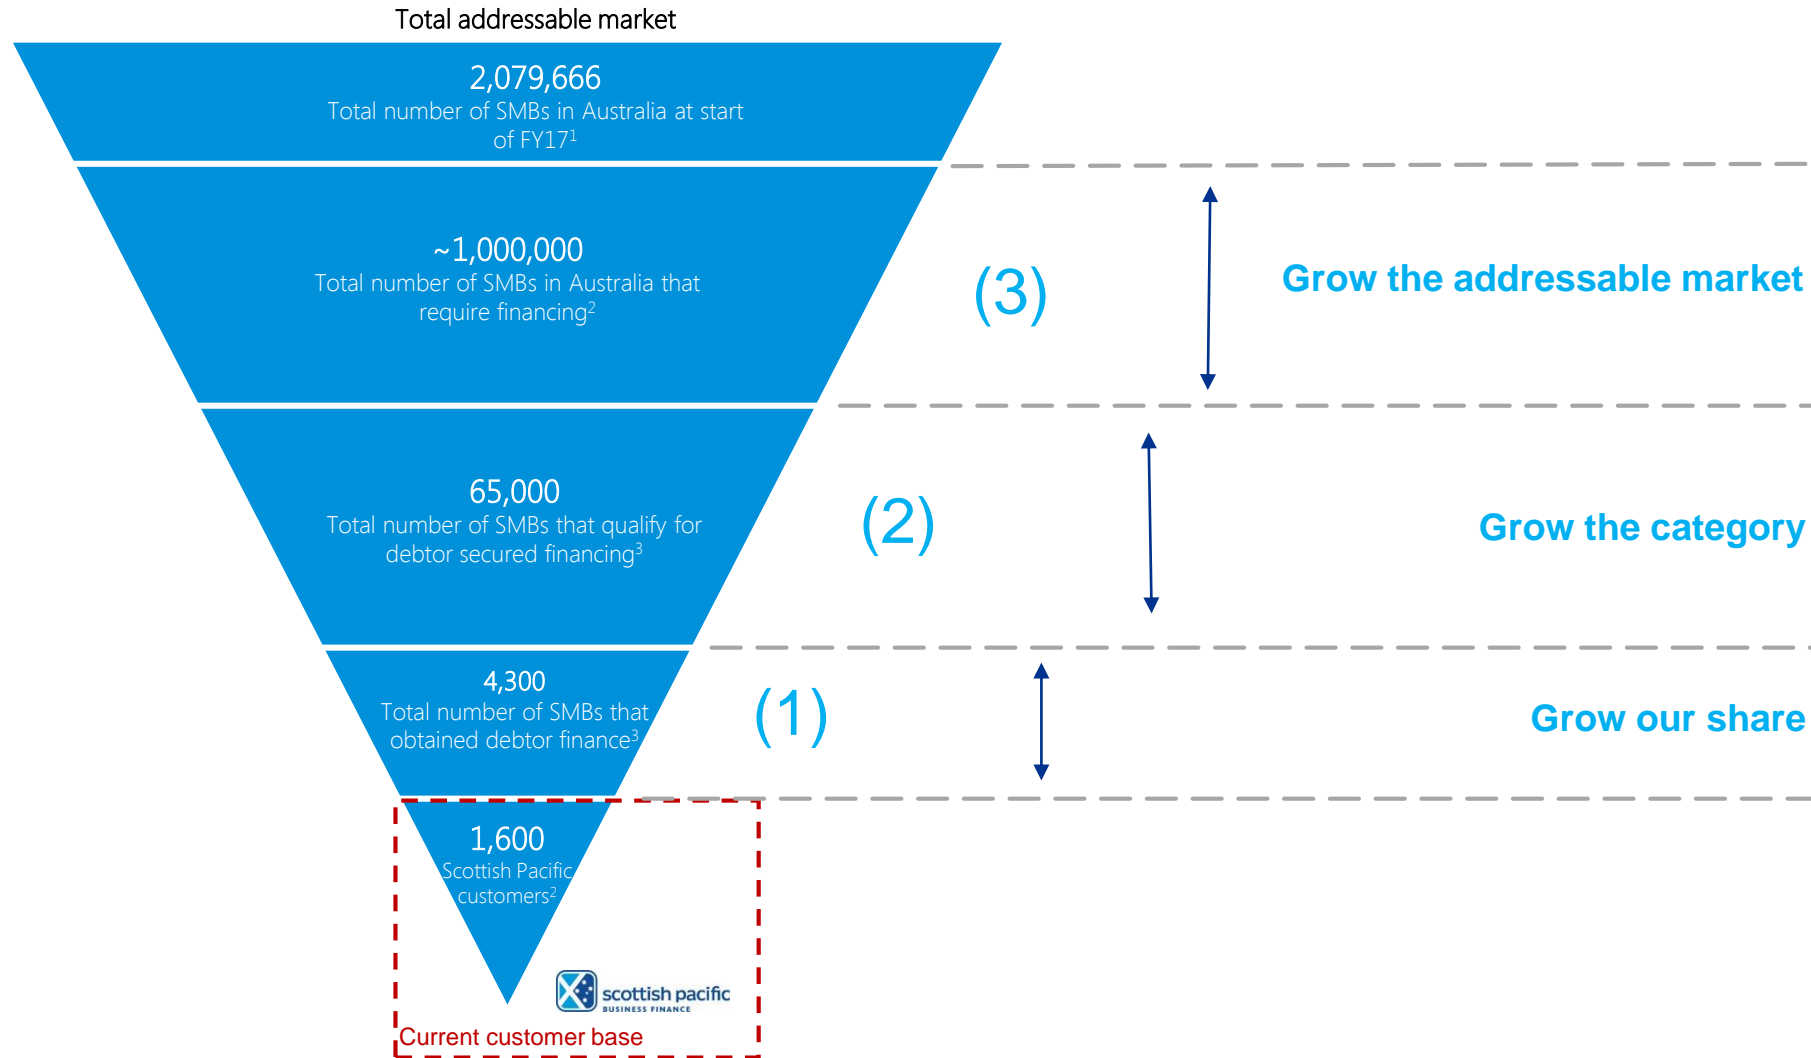 Total addressable market
2,079,666
Total number of SMBs in Australia at start
of FY17¹
~1,000,000
Total number of SMBs in Australia that
require financing²
(3)
Grow the addressable market
65,000
Total number of SMBs that qualify for
debtor secured financing³
(2)
Grow the category
4,300
Total number of SMBs that
obtained debtor finance³
(1)
Grow our share
1,600
Scottish Pacific
customers²
scottish pacific
BUSINESS FINANCE
Current customer base